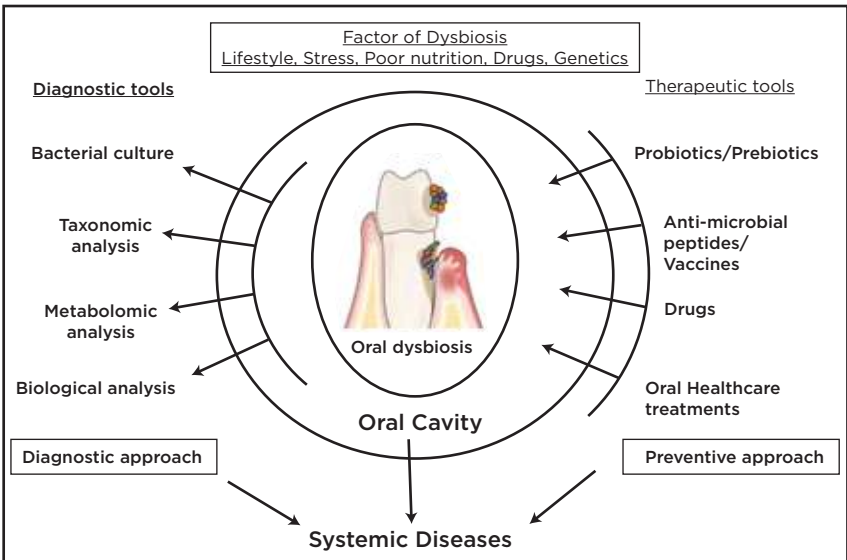 Factor of Dysbiosis
Lifestyle, Stress, Poor nutrition, Drugs, Genetics
Diagnostic tools
Bacterial culture
Taxonomic
analysis
Metabolomic
analysis
Biological analysis
Diagnostic approach
Oral dysbiosis
Oral Cavity
Therapeutic tools
Probiotics/Prebiotics
Anti-microbial
peptides/
Vaccines
Drugs
Oral Healthcare
treatments
Preventive approach
Systemic Diseases